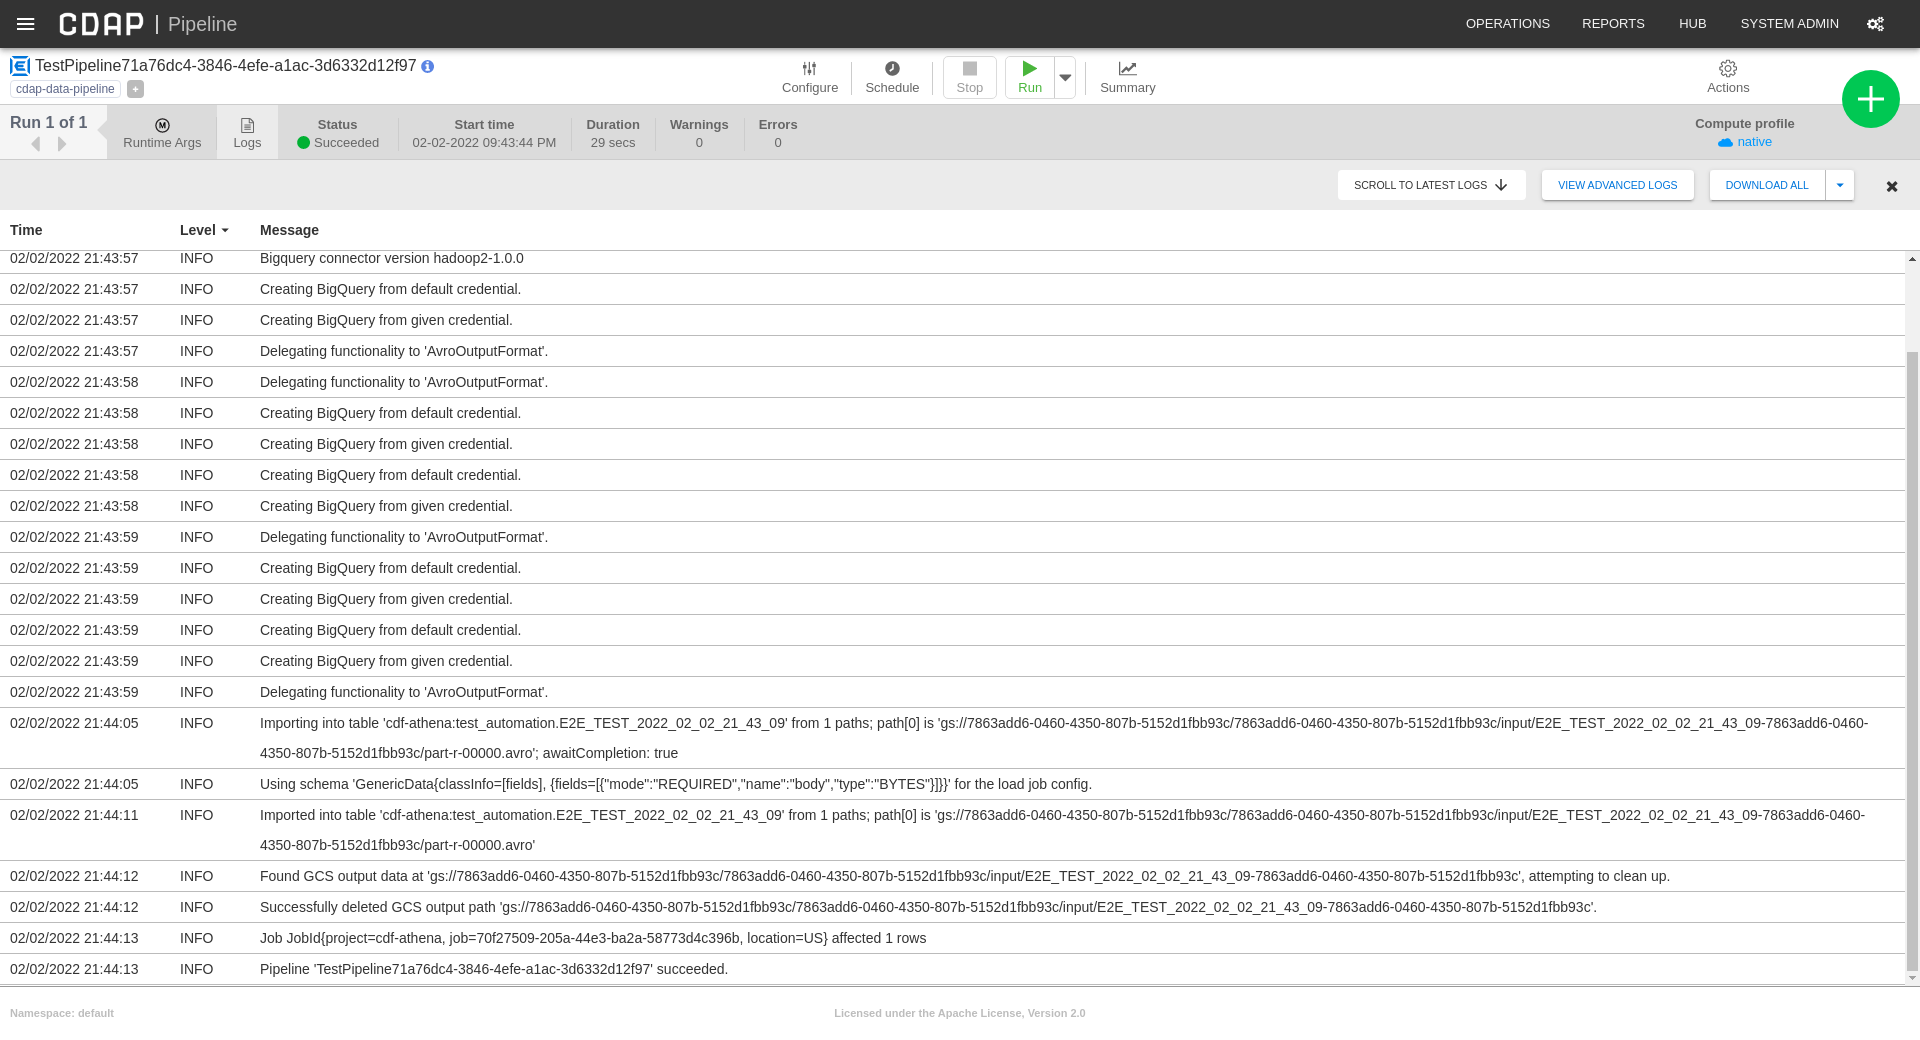 CDAP | Pipeline OPERATIONS REPORTS HUB SYSTEM ADMIN
TestPipeline71a76dc4-3846-4efe-a1ac-3d6332d12f97
cdap-data-pipeline +
Configure Schedule Stop Run Summary Actions
Run 1 of 1
Runtime Args
Logs
Status
Succeeded
Start time
02-02-2022 09:43:44 PM
Duration
29 secs
Warnings
0
Errors
0
Compute profile
native
SCROLL TO LATEST LOGS VIEW ADVANCED LOGS DOWNLOAD ALL
Time Level Message
02/02/2022 21:43:57 INFO Bigquery connector version hadoop2-1.0.0
02/02/2022 21:43:57 INFO Creating BigQuery from default credential.
02/02/2022 21:43:57 INFO Creating BigQuery from given credential.
02/02/2022 21:43:57 INFO Delegating functionality to 'AvroOutputFormat'.
02/02/2022 21:43:58 INFO Delegating functionality to 'AvroOutputFormat'.
02/02/2022 21:43:58 INFO Creating BigQuery from default credential.
02/02/2022 21:43:58 INFO Creating BigQuery from given credential.
02/02/2022 21:43:58 INFO Creating BigQuery from default credential.
02/02/2022 21:43:58 INFO Creating BigQuery from given credential.
02/02/2022 21:43:59 INFO Delegating functionality to 'AvroOutputFormat'.
02/02/2022 21:43:59 INFO Creating BigQuery from default credential.
02/02/2022 21:43:59 INFO Creating BigQuery from given credential.
02/02/2022 21:43:59 INFO Creating BigQuery from default credential.
02/02/2022 21:43:59 INFO Creating BigQuery from given credential.
02/02/2022 21:43:59 INFO Delegating functionality to 'AvroOutputFormat'.
02/02/2022 21:44:05 INFO Importing into table 'cdf-athena:test_automation.E2E_TEST_2022_02_02_21_43_09' from 1 paths; path[0] is 'gs://7863add6-0460-4350-807b-5152d1fbb93c/7863add6-0460-4350-807b-5152d1fbb93c/input/E2E_TEST_2022_02_02_21_43_09-7863add6-0460-
4350-807b-5152d1fbb93c/part-r-00000.avro'; awaitCompletion: true
02/02/2022 21:44:05 INFO Using schema 'GenericData{classInfo=[fields], {fields=[{"mode":"REQUIRED","name":"body","type":"BYTES"}]}}' for the load job config.
02/02/2022 21:44:11 INFO Imported into table 'cdf-athena:test_automation.E2E_TEST_2022_02_02_21_43_09' from 1 paths; path[0] is 'gs://7863add6-0460-4350-807b-5152d1fbb93c/7863add6-0460-4350-807b-5152d1fbb93c/input/E2E_TEST_2022_02_02_21_43_09-7863add6-0460-
4350-807b-5152d1fbb93c/part-r-00000.avro'
02/02/2022 21:44:12 INFO Found GCS output data at 'gs://7863add6-0460-4350-807b-5152d1fbb93c/7863add6-0460-4350-807b-5152d1fbb93c/input/E2E_TEST_2022_02_02_21_43_09-7863add6-0460-4350-807b-5152d1fbb93c', attempting to clean up.
02/02/2022 21:44:12 INFO Successfully deleted GCS output path 'gs://7863add6-0460-4350-807b-5152d1fbb93c/7863add6-0460-4350-807b-5152d1fbb93c/input/E2E_TEST_2022_02_02_21_43_09-7863add6-0460-4350-807b-5152d1fbb93c'.
02/02/2022 21:44:13 INFO Job JobId{project=cdf-athena, job=70f27509-205a-44e3-ba2a-58773d4c396b, location=US} affected 1 rows
02/02/2022 21:44:13 INFO Pipeline 'TestPipeline71a76dc4-3846-4efe-a1ac-3d6332d12f97' succeeded.
Namespace: default Licensed under the Apache License, Version 2.0